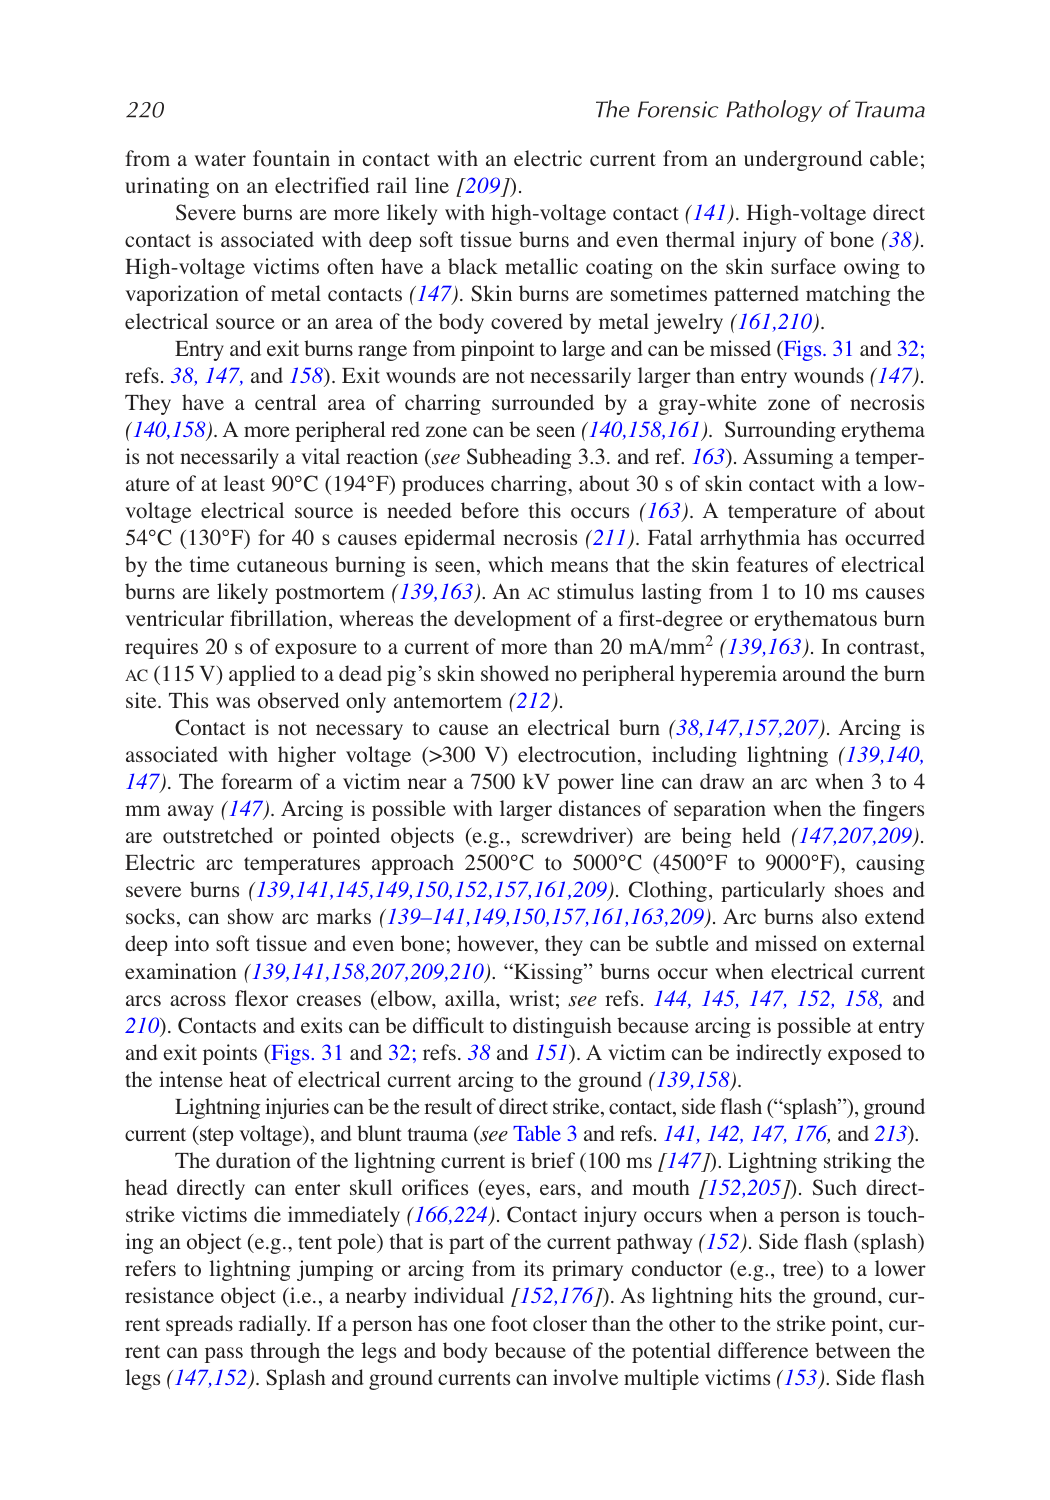 220 The Forensic Pathology of Trauma
from a water fountain in contact with an electric current from an underground cable;
urinating on an electrified rail line [209]).
Severe burns are more likely with high-voltage contact (141). High-voltage direct
contact is associated with deep soft tissue burns and even thermal injury of bone (38).
High-voltage victims often have a black metallic coating on the skin surface owing to
vaporization of metal contacts (147). Skin burns are sometimes patterned matching the
electrical source or an area of the body covered by metal jewelry (161,210).
Entry and exit burns range from pinpoint to large and can be missed (Figs. 31 and 32;
refs. 38, 147, and 158). Exit wounds are not necessarily larger than entry wounds (147).
They have a central area of charring surrounded by a gray-white zone of necrosis
(140,158). A more peripheral red zone can be seen (140,158,161). Surrounding erythema
is not necessarily a vital reaction (see Subheading 3.3. and ref. 163). Assuming a temper-
ature of at least 90°C (194°F) produces charring, about 30 s of skin contact with a low-
voltage electrical source is needed before this occurs (163). A temperature of about
54°C (130°F) for 40 s causes epidermal necrosis (211). Fatal arrhythmia has occurred
by the time cutaneous burning is seen, which means that the skin features of electrical
burns are likely postmortem (139,163). An AC stimulus lasting from 1 to 10 ms causes
ventricular fibrillation, whereas the development of a first-degree or erythematous burn
requires 20 s of exposure to a current of more than 20 mA/mm² (139,163). In contrast,
AC (115 V) applied to a dead pig's skin showed no peripheral hyperemia around the burn
site. This was observed only antemortem (212).
Contact is not necessary to cause an electrical burn (38,147,157,207). Arcing is
associated with higher voltage (>300 V) electrocution, including lightning (139,140,
147). The forearm of a victim near a 7500 kV power line can draw an arc when 3 to 4
mm away (147). Arcing is possible with larger distances of separation when the fingers
are outstretched or pointed objects (e.g., screwdriver) are being held (147,207,209).
Electric arc temperatures approach 2500°C to 5000°C (4500°F to 9000°F), causing
severe burns (139,141,145,149,150,152,157,161,209). Clothing, particularly shoes and
socks, can show arc marks (139–141,149,150,157,161,163,209). Arc burns also extend
deep into soft tissue and even bone; however, they can be subtle and missed on external
examination (139,141,158,207,209,210). “Kissing” burns occur when electrical current
arcs across flexor creases (elbow, axilla, wrist; see refs. 144, 145, 147, 152, 158, and
210). Contacts and exits can be difficult to distinguish because arcing is possible at entry
and exit points (Figs. 31 and 32; refs. 38 and 151). A victim can be indirectly exposed to
the intense heat of electrical current arcing to the ground (139,158).
Lightning injuries can be the result of direct strike, contact, side flash (“splash”), ground
current (step voltage), and blunt trauma (see Table 3 and refs. 141, 142, 147, 176, and 213).
The duration of the lightning current is brief (100 ms [147]). Lightning striking the
head directly can enter skull orifices (eyes, ears, and mouth [152,205]). Such direct-
strike victims die immediately (166,224). Contact injury occurs when a person is touch-
ing an object (e.g., tent pole) that is part of the current pathway (152). Side flash (splash)
refers to lightning jumping or arcing from its primary conductor (e.g., tree) to a lower
resistance object (i.e., a nearby individual [152,176]). As lightning hits the ground, cur-
rent spreads radially. If a person has one foot closer than the other to the strike point, cur-
rent can pass through the legs and body because of the potential difference between the
legs (147,152). Splash and ground currents can involve multiple victims (153). Side flash